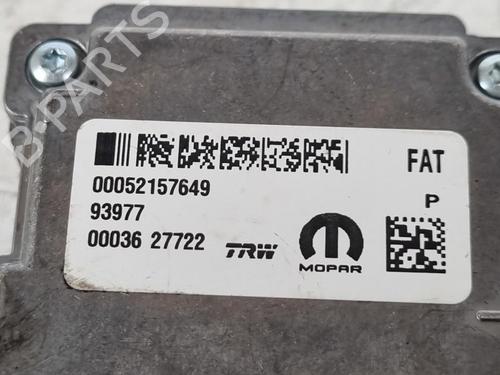 B-PARTS
FAT
00052157649
P
93977
00036 27722
TRW
MOPAR